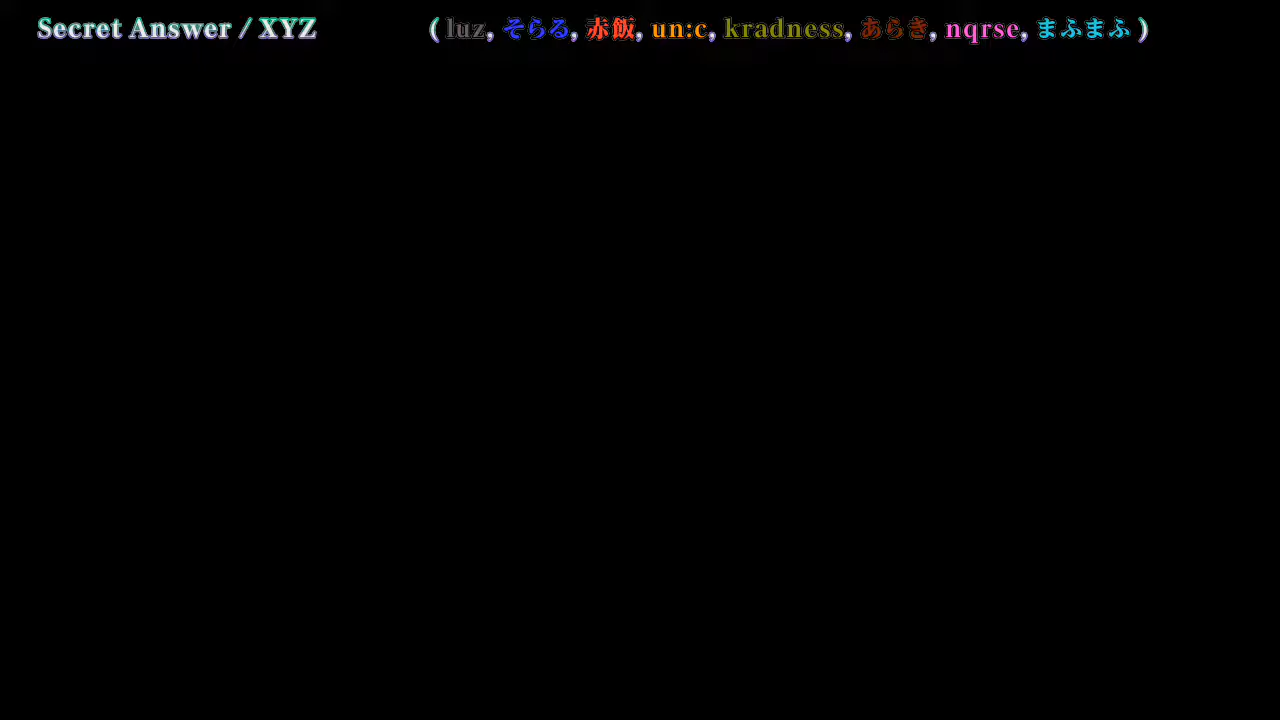 Secret Answer / XYZ ( luz, そらる, 赤飯, un:c, kradness, あらき, nqrse, まふまふ )